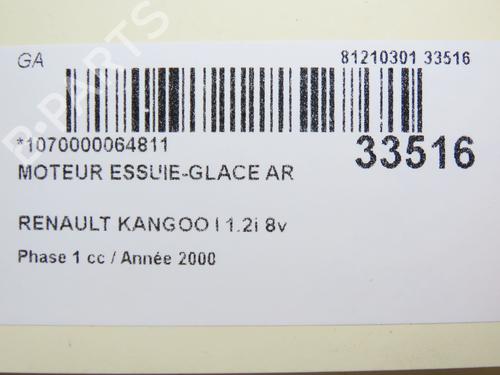 GA
81210301 33516
*1070000064811
33516
MOTEUR ESSUIE-GLACE AR
RENAULT KANGOO I 1.2i 8v
Phase 1 cc / Année 2000
B-PARTS